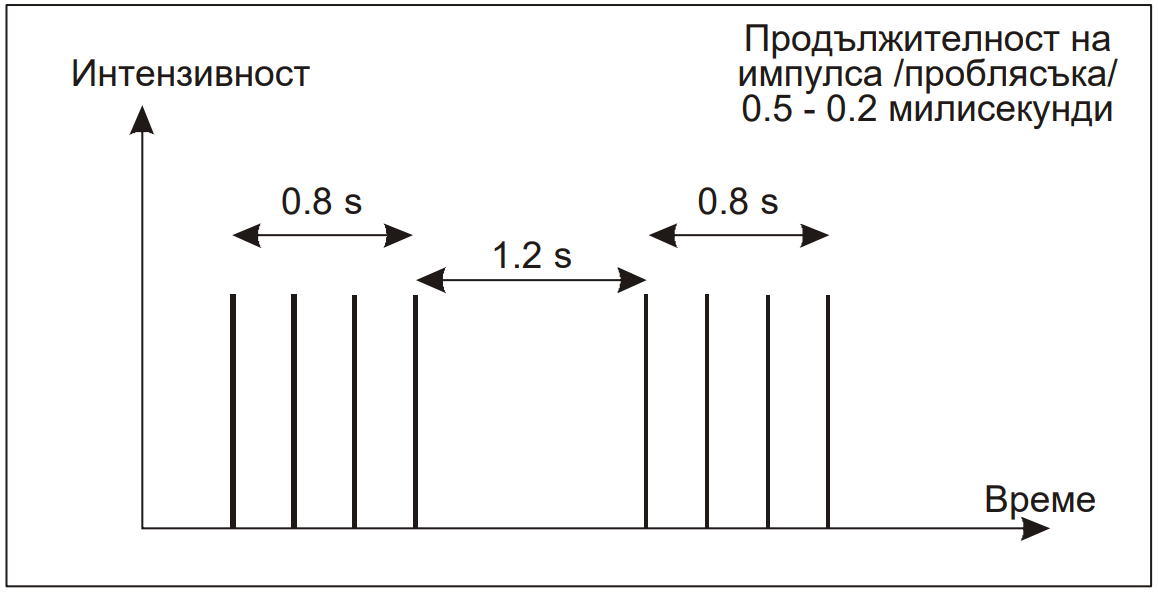 Продължителност на
импулса /проблясъка/
0.5 - 0.2 милисекунди
Интензивност
0.8 s
0.8 s
1.2 s
Време